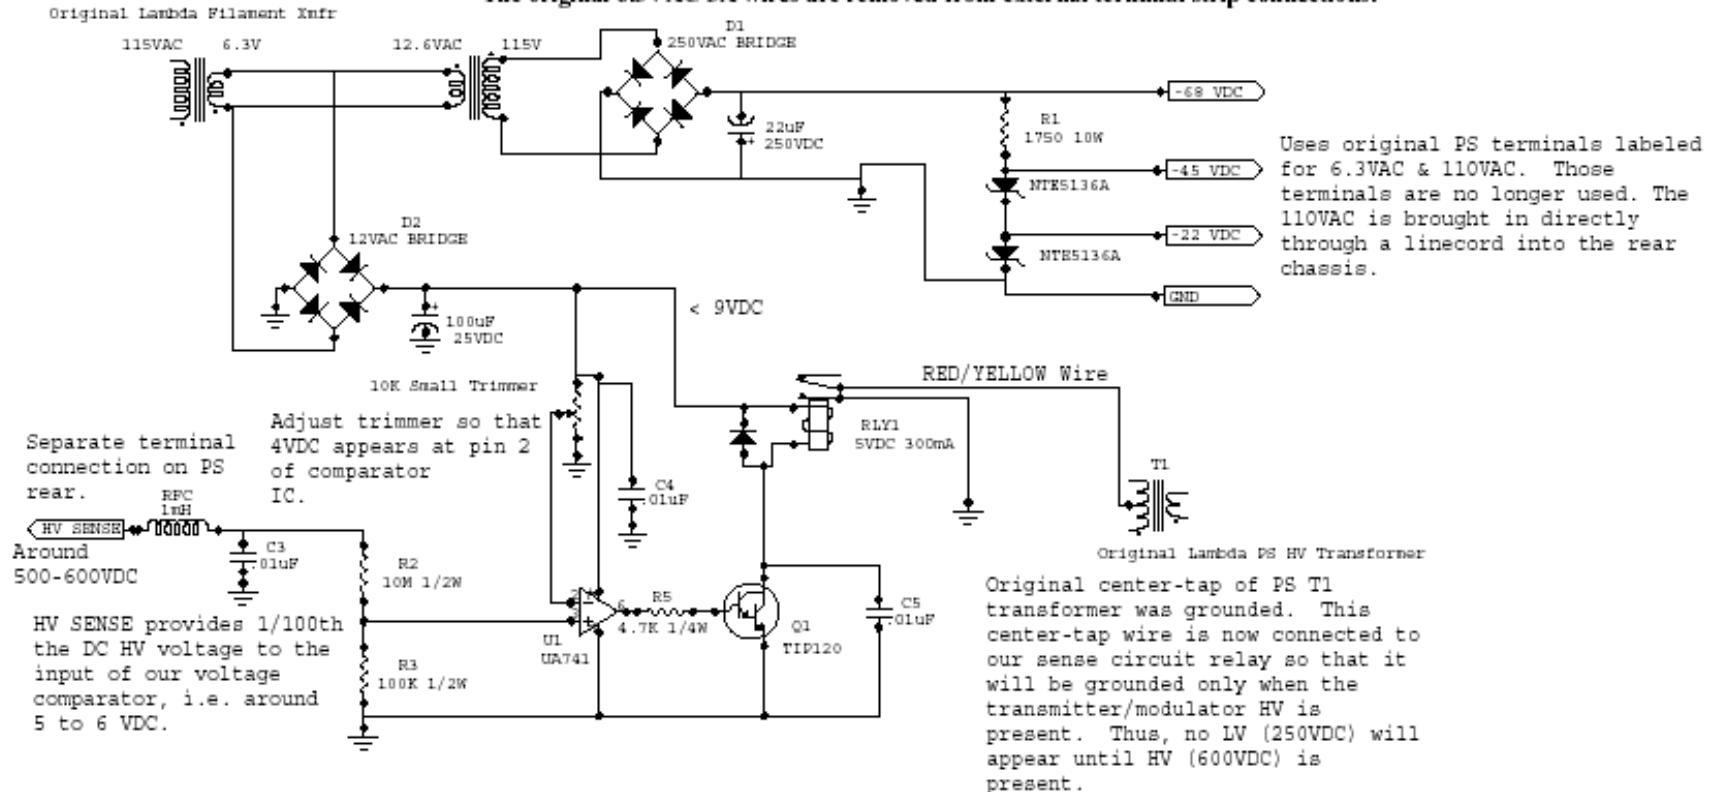 Original Lambda Filament Xmfr
115VAC 6.3V 12.6VAC 115V
D1
250VAC BRIDGE
22uF
250VDC
-68 VDC
R1
1750 10W
-45 VDC
NTE5136A
-22 VDC
NTE5136A
GND
Uses original PS terminals labeled
for 6.3VAC & 110VAC. Those
terminals are no longer used. The
110VAC is brought in directly
through a linecord into the rear
chassis.
D2
12VAC BRIDGE
100uF
25VDC
< 9VDC
10K Small Trimmer
Adjust trimmer so that
4VDC appears at pin 2
of comparator
IC.
RED/YELLOW Wire
RLY1
5VDC 300mA
Separate terminal
connection on PS
rear.
RFC
1mH
HV SENSE
Around
500-600VDC
C3
.01uF
C4
.01uF
R2
10M 1/2W
HV SENSE provides 1/100th
the DC HV voltage to the
input of our voltage
comparator, i.e. around
5 to 6 VDC.
R3
100K 1/2W
2
3
6
U1
UA741
R5
4.7K 1/4W
Q1
TIP120
C5
.01uF
T1
Original Lambda PS HV Transformer
Original center-tap of PS T1
transformer was grounded. This
center-tap wire is now connected to
our sense circuit relay so that it
will be grounded only when the
transmitter/modulator HV is
present. Thus, no LV (250VDC) will
appear until HV (600VDC) is
present.